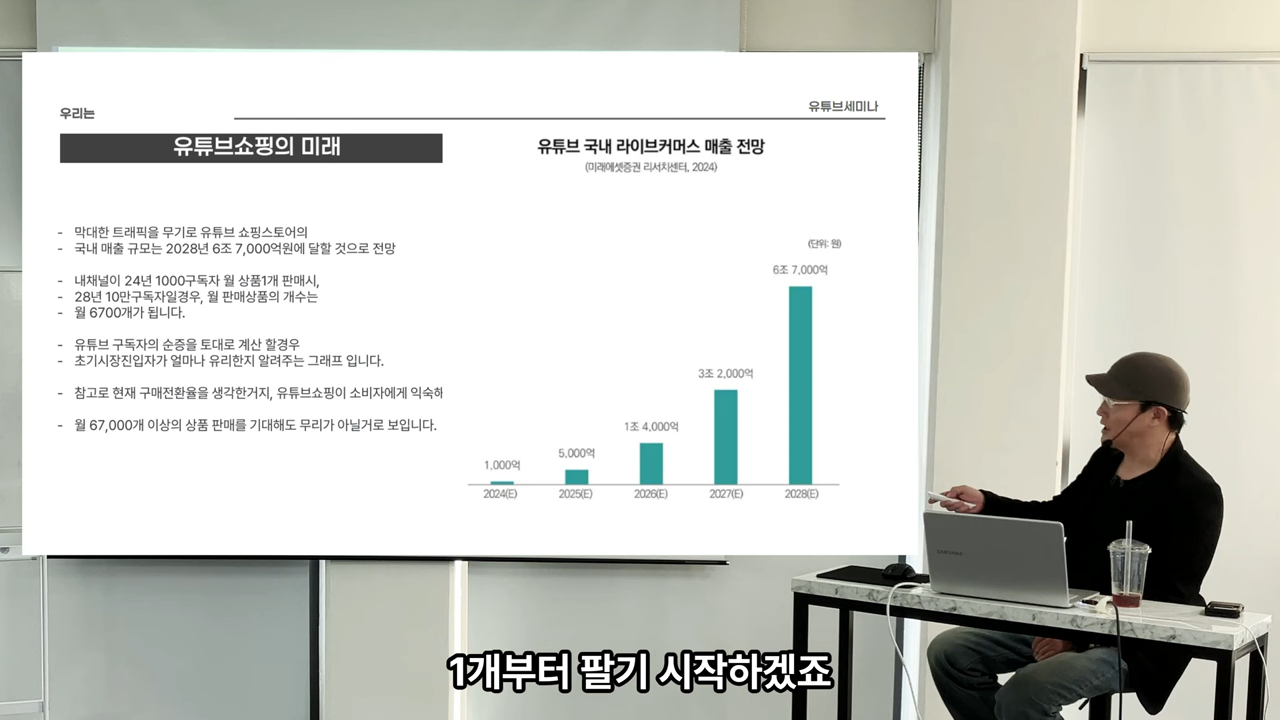 우리는
유튜브세미나
유튜브쇼핑의 미래
- 막대한 트래픽을 무기로 유튜브 쇼핑스토어의
- 국내 매출 규모는 2028년 6조 7,000억원에 달할 것으로 전망
- 내채널이 24년 1000구독자 월 상품1개 판매시,
- 28년 10만구독자일경우, 월 판매상품의 개수는
- 월 6700개가 됩니다.
- 유튜브 구독자의 순증을 토대로 계산 할경우
- 초기시장진입자가 얼마나 유리한지 알려주는 그래프 입니다.
- 참고로 현재 구매전환율을 생각한거지, 유튜브쇼핑이 소비자에게 익숙해
- 월 67,000개 이상의 상품 판매를 기대해도 무리가 아닐거로 보입니다.
유튜브 국내 라이브커머스 매출 전망
(미래에셋증권 리서치센터, 2024)
(단위: 원)
1,000억
5,000억
1조 4,000억
3조 2,000억
6조 7,000억
2024(E)
2025(E)
2026(E)
2027(E)
2028(E)
SAMSUNG
1개부터 팔기 시작하겠죠